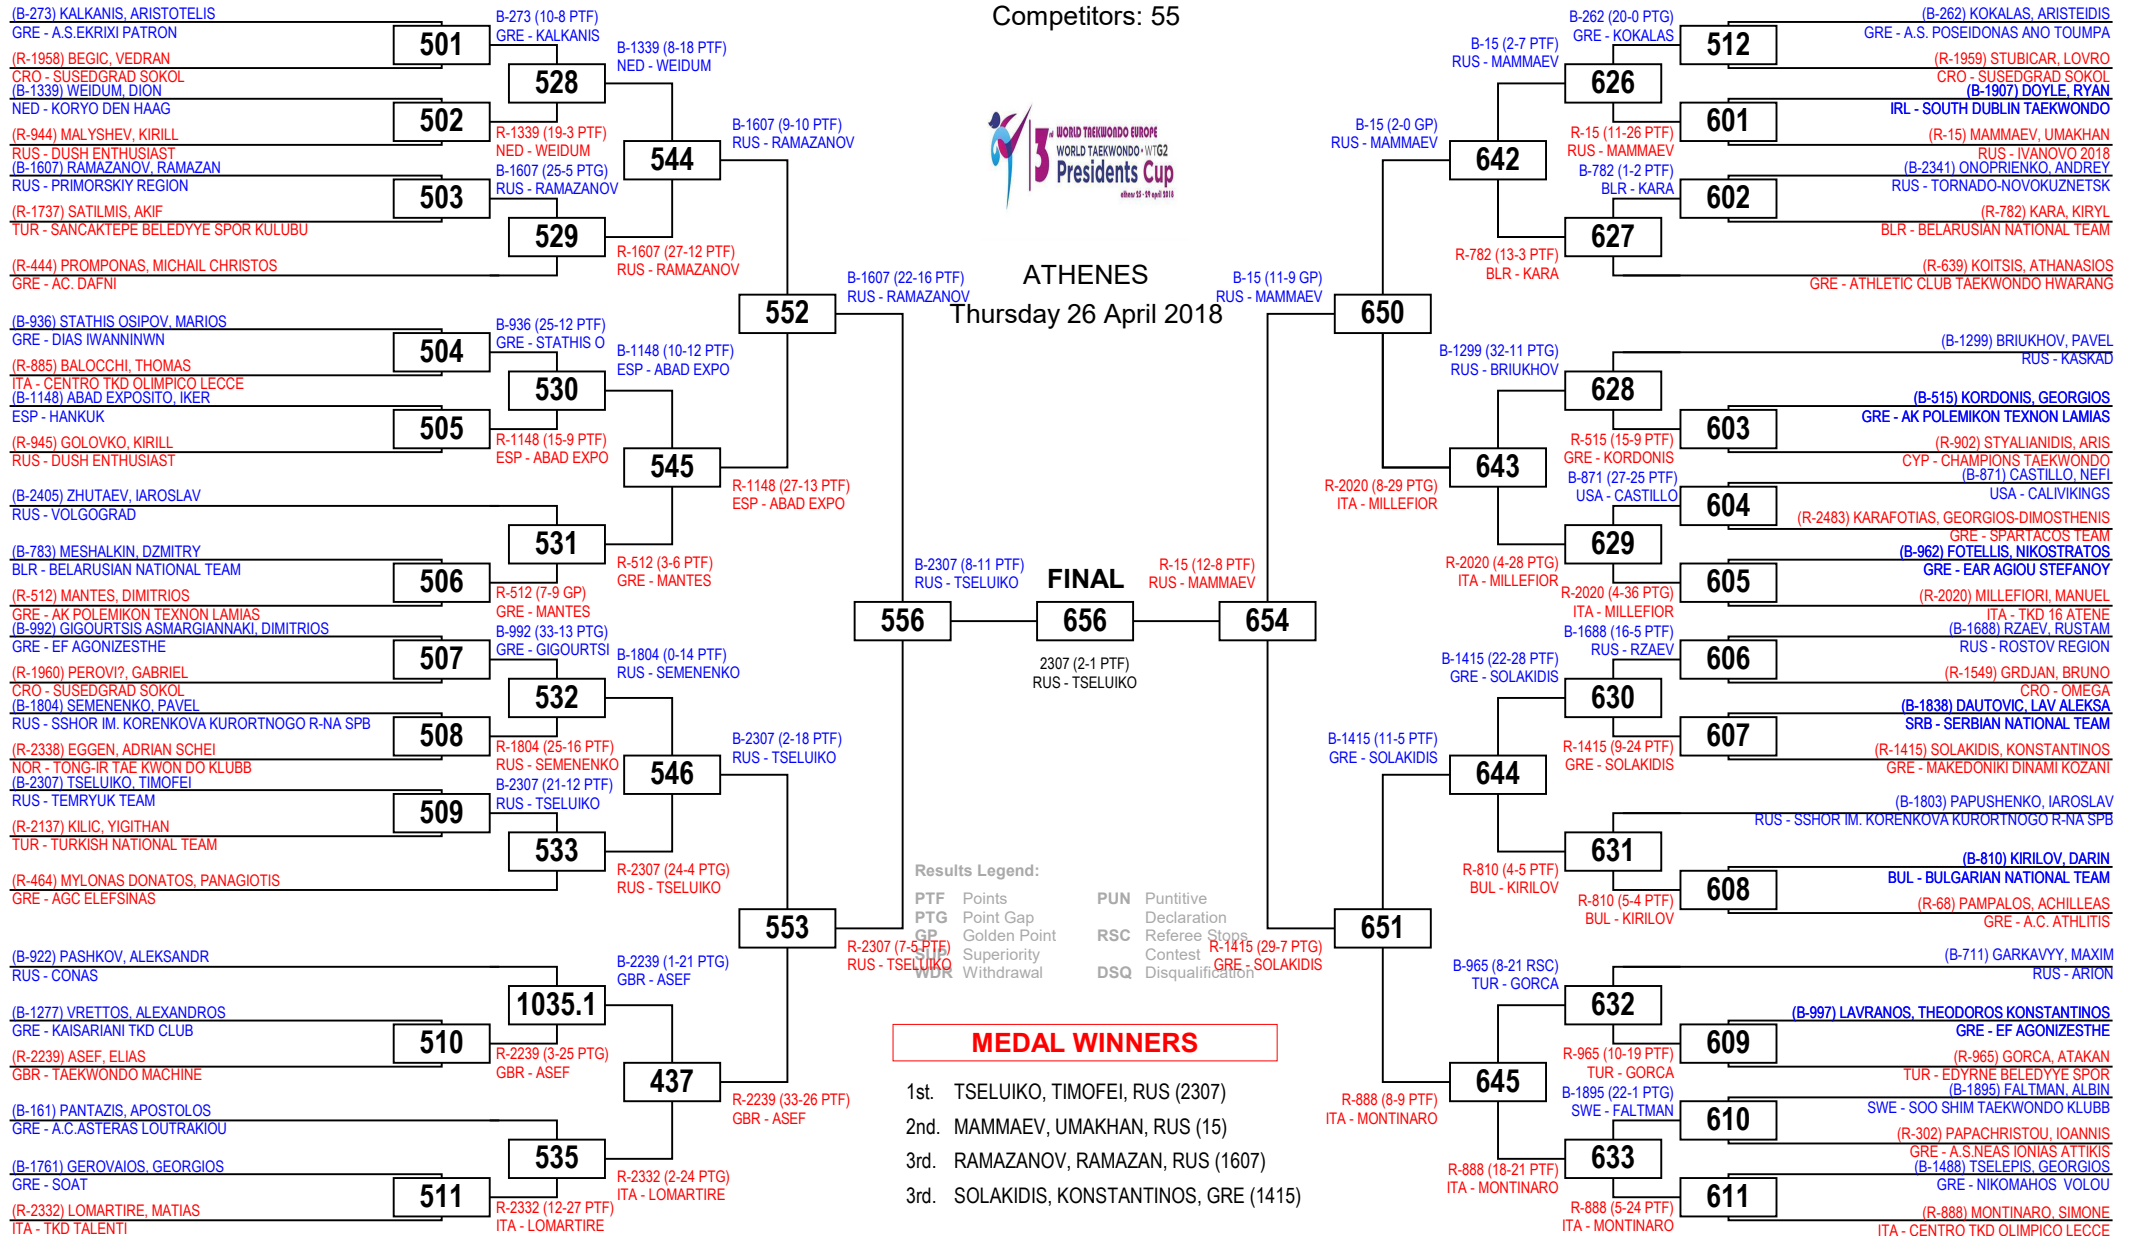 Competitors: 55
3rd WORLD TAEKWONDO EUROPE
WORLD TAEKWONDO • WTG2
Presidents Cup
athens 25 - 29 april 2018
ATHENES
Thursday 26 April 2018
(B-273) KALKANIS, ARISTOTELIS
GRE - A.S.EKRIXI PATRON
(R-1958) BEGIC, VEDRAN
CRO - SUSEDGRAD SOKOL
(B-1339) WEIDUM, DION
NED - KORYO DEN HAAG
(R-944) MALYSHEV, KIRILL
RUS - DUSH ENTHUSIAST
(B-1607) RAMAZANOV, RAMAZAN
RUS - PRIMORSKIY REGION
(R-1737) SATILMIS, AKIF
TUR - SANCAKTEPE BELEDYYE SPOR KULUBU
(R-444) PROMPONAS, MICHAIL CHRISTOS
GRE - AC. DAFNI
(B-936) STATHIS OSIPOV, MARIOS
GRE - DIAS IWANNINWN
(R-885) BALOCCHI, THOMAS
ITA - CENTRO TKD OLIMPICO LECCE
(B-1148) ABAD EXPOSITO, IKER
ESP - HANKUK
(R-945) GOLOVKO, KIRILL
RUS - DUSH ENTHUSIAST
(B-2405) ZHUTAEV, IAROSLAV
RUS - VOLGOGRAD
(B-783) MESHALKIN, DZMITRY
BLR - BELARUSIAN NATIONAL TEAM
(R-512) MANTES, DIMITRIOS
GRE - AK POLEMIKON TEXNON LAMIAS
(B-992) GIGOURTSIS ASMARGIANNAKI, DIMITRIOS
GRE - EF AGONIZESTHE
(R-1960) PEROVI?, GABRIEL
CRO - SUSEDGRAD SOKOL
(B-1804) SEMENENKO, PAVEL
RUS - SSHOR IM. KORENKOVA KURORTNOGO R-NA SPB
(R-2338) EGGEN, ADRIAN SCHEI
NOR - TONG-IR TAE KWON DO KLUBB
(B-2307) TSELUIKO, TIMOFEI
RUS - TEMRYUK TEAM
(R-2137) KILIC, YIGITHAN
TUR - TURKISH NATIONAL TEAM
(R-464) MYLONAS DONATOS, PANAGIOTIS
GRE - AGC ELEFSINAS
(B-922) PASHKOV, ALEKSANDR
RUS - CONAS
(B-1277) VRETTOS, ALEXANDROS
GRE - KAISARIANI TKD CLUB
(R-2239) ASEF, ELIAS
GBR - TAEKWONDO MACHINE
(B-161) PANTAZIS, APOSTOLOS
GRE - A.C.ASTERAS LOUTRAKIOU
(B-1761) GEROVAIOS, GEORGIOS
GRE - SOAT
(R-2332) LOMARTIRE, MATIAS
ITA - TKD TALENTI
501
502
503
504
505
506
507
508
509
510
511
B-273 (10-8 PTF)
GRE - KALKANIS
R-1339 (19-3 PTF)
NED - WEIDUM
B-1607 (25-5 PTG)
RUS - RAMAZANOV
B-936 (25-12 PTF)
GRE - STATHIS O
R-1148 (15-9 PTF)
ESP - ABAD EXPO
R-512 (7-9 GP)
GRE - MANTES
B-992 (33-13 PTG)
GRE - GIGOURTSI
R-1804 (25-16 PTF)
RUS - SEMENENKO
B-2307 (21-12 PTF)
RUS - TSELUIKO
R-2239 (3-25 PTG)
GBR - ASEF
R-2332 (12-27 PTF)
ITA - LOMARTIRE
528
529
530
531
532
533
1035.1
535
B-1339 (8-18 PTF)
NED - WEIDUM
R-1607 (27-12 PTF)
RUS - RAMAZANOV
B-1148 (10-12 PTF)
ESP - ABAD EXPO
R-512 (3-6 PTF)
GRE - MANTES
B-1804 (0-14 PTF)
RUS - SEMENENKO
R-2307 (24-4 PTG)
RUS - TSELUIKO
B-2239 (1-21 PTG)
GBR - ASEF
R-2332 (2-24 PTG)
ITA - LOMARTIRE
544
545
546
437
B-1607 (9-10 PTF)
RUS - RAMAZANOV
R-1148 (27-13 PTF)
ESP - ABAD EXPO
B-2307 (2-18 PTF)
RUS - TSELUIKO
R-2239 (33-26 PTF)
GBR - ASEF
552
553
B-1607 (22-16 PTF)
RUS - RAMAZANOV
R-2307 (7-5 PTF)
RUS - TSELUIKO
556
B-2307 (8-11 PTF)
RUS - TSELUIKO
FINAL
656
2307 (2-1 PTF)
RUS - TSELUIKO
R-15 (12-8 PTF)
RUS - MAMMAEV
654
B-15 (11-9 GP)
RUS - MAMMAEV
R-1415 (29-7 PTG)
GRE - SOLAKIDIS
650
651
B-15 (2-0 GP)
RUS - MAMMAEV
R-2020 (8-29 PTG)
ITA - MILLEFIOR
B-1415 (11-5 PTF)
GRE - SOLAKIDIS
R-888 (8-9 PTF)
ITA - MONTINARO
642
643
644
645
B-15 (2-7 PTF)
RUS - MAMMAEV
R-782 (13-3 PTF)
BLR - KARA
B-1299 (32-11 PTG)
RUS - BRIUKHOV
R-2020 (4-28 PTG)
ITA - MILLEFIOR
B-1415 (22-28 PTF)
GRE - SOLAKIDIS
R-810 (4-5 PTF)
BUL - KIRILOV
B-965 (8-21 RSC)
TUR - GORCA
R-888 (18-21 PTF)
ITA - MONTINARO
626
627
628
629
630
631
632
633
B-262 (20-0 PTG)
GRE - KOKALAS
R-15 (11-26 PTF)
RUS - MAMMAEV
B-782 (1-2 PTF)
BLR - KARA
R-515 (15-9 PTF)
GRE - KORDONIS
B-871 (27-25 PTF)
USA - CASTILLO
R-2020 (4-36 PTG)
ITA - MILLEFIOR
B-1688 (16-5 PTF)
RUS - RZAEV
R-1415 (9-24 PTF)
GRE - SOLAKIDIS
R-810 (5-4 PTF)
BUL - KIRILOV
R-965 (10-19 PTF)
TUR - GORCA
B-1895 (22-1 PTG)
SWE - FALTMAN
R-888 (5-24 PTF)
ITA - MONTINARO
512
601
602
603
604
605
606
607
608
609
610
611
(B-262) KOKALAS, ARISTEIDIS
GRE - A.S. POSEIDONAS ANO TOUMPA
(R-1959) STUBICAR, LOVRO
CRO - SUSEDGRAD SOKOL
(B-1907) DOYLE, RYAN
IRL - SOUTH DUBLIN TAEKWONDO
(R-15) MAMMAEV, UMAKHAN
RUS - IVANOVO 2018
(B-2341) ONOPRIENKO, ANDREY
RUS - TORNADO-NOVOKUZNETSK
(R-782) KARA, KIRYL
BLR - BELARUSIAN NATIONAL TEAM
(R-639) KOITSIS, ATHANASIOS
GRE - ATHLETIC CLUB TAEKWONDO HWARANG
(B-1299) BRIUKHOV, PAVEL
RUS - KASKAD
(B-515) KORDONIS, GEORGIOS
GRE - AK POLEMIKON TEXNON LAMIAS
(R-902) STYALIANIDIS, ARIS
CYP - CHAMPIONS TAEKWONDO
(B-871) CASTILLO, NEFI
USA - CALIVIKINGS
(R-2483) KARAFOTIAS, GEORGIOS-DIMOSTHENIS
GRE - SPARTACOS TEAM
(B-962) FOTELLIS, NIKOSTRATOS
GRE - EAR AGIOU STEFANOY
(R-2020) MILLEFIORI, MANUEL
ITA - TKD 16 ATENE
(B-1688) RZAEV, RUSTAM
RUS - ROSTOV REGION
(R-1549) GRDJAN, BRUNO
CRO - OMEGA
(B-1838) DAUTOVIC, LAV ALEKSA
SRB - SERBIAN NATIONAL TEAM
(R-1415) SOLAKIDIS, KONSTANTINOS
GRE - MAKEDONIKI DINAMI KOZANI
(B-1803) PAPUSHENKO, IAROSLAV
RUS - SSHOR IM. KORENKOVA KURORTNOGO R-NA SPB
(B-810) KIRILOV, DARIN
BUL - BULGARIAN NATIONAL TEAM
(R-68) PAMPALOS, ACHILLEAS
GRE - A.C. ATHLITIS
(B-711) GARKAVYY, MAXIM
RUS - ARION
(B-997) LAVRANOS, THEODOROS KONSTANTINOS
GRE - EF AGONIZESTHE
(R-965) GORCA, ATAKAN
TUR - EDYRNE BELEDYYE SPOR
(B-1895) FALTMAN, ALBIN
SWE - SOO SHIM TAEKWONDO KLUBB
(R-302) PAPACHRISTOU, IOANNIS
GRE - A.S.NEAS IONIAS ATTIKIS
(B-1488) TSELEPIS, GEORGIOS
GRE - NIKOMAHOS VOLOU
(R-888) MONTINARO, SIMONE
ITA - CENTRO TKD OLIMPICO LECCE
Results Legend:
PTF Points
PTG Point Gap
GP Golden Point
SUP Superiority
WDR Withdrawal
PUN Puntitive
Declaration
RSC Referee Stops
Contest
DSQ Disqualification
MEDAL WINNERS
1st. TSELUIKO, TIMOFEI, RUS (2307)
2nd. MAMMAEV, UMAKHAN, RUS (15)
3rd. RAMAZANOV, RAMAZAN, RUS (1607)
3rd. SOLAKIDIS, KONSTANTINOS, GRE (1415)